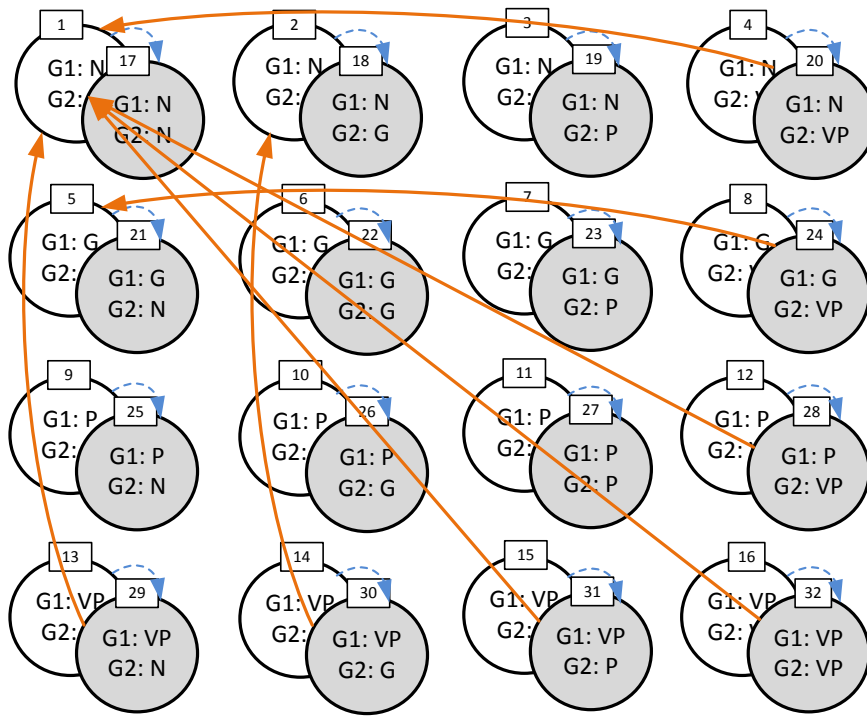 1
G1: N
G2:
17
G1: N
G2: N
2
G1: N
G2:
18
G1: N
G2: G
3
G1: N
G2:
19
G1: N
G2: P
4
G1: N
G2:
20
G1: N
G2: VP
5
G1: G
G2:
21
G1: G
G2: N
6
G1: G
G2:
22
G1: G
G2: G
7
G1: G
G2:
23
G1: G
G2: P
8
G1: G
G2:
24
G1: G
G2: VP
9
G1: P
G2:
25
G1: P
G2: N
10
G1: P
G2:
26
G1: P
G2: G
11
G1: P
G2:
27
G1: P
G2: P
12
G1: P
G2:
28
G1: P
G2: VP
13
G1: VP
G2:
29
G1: VP
G2: N
14
G1: VP
G2:
30
G1: VP
G2: G
15
G1: VP
G2:
31
G1: VP
G2: P
16
G1: VP
G2:
32
G1: VP
G2: VP